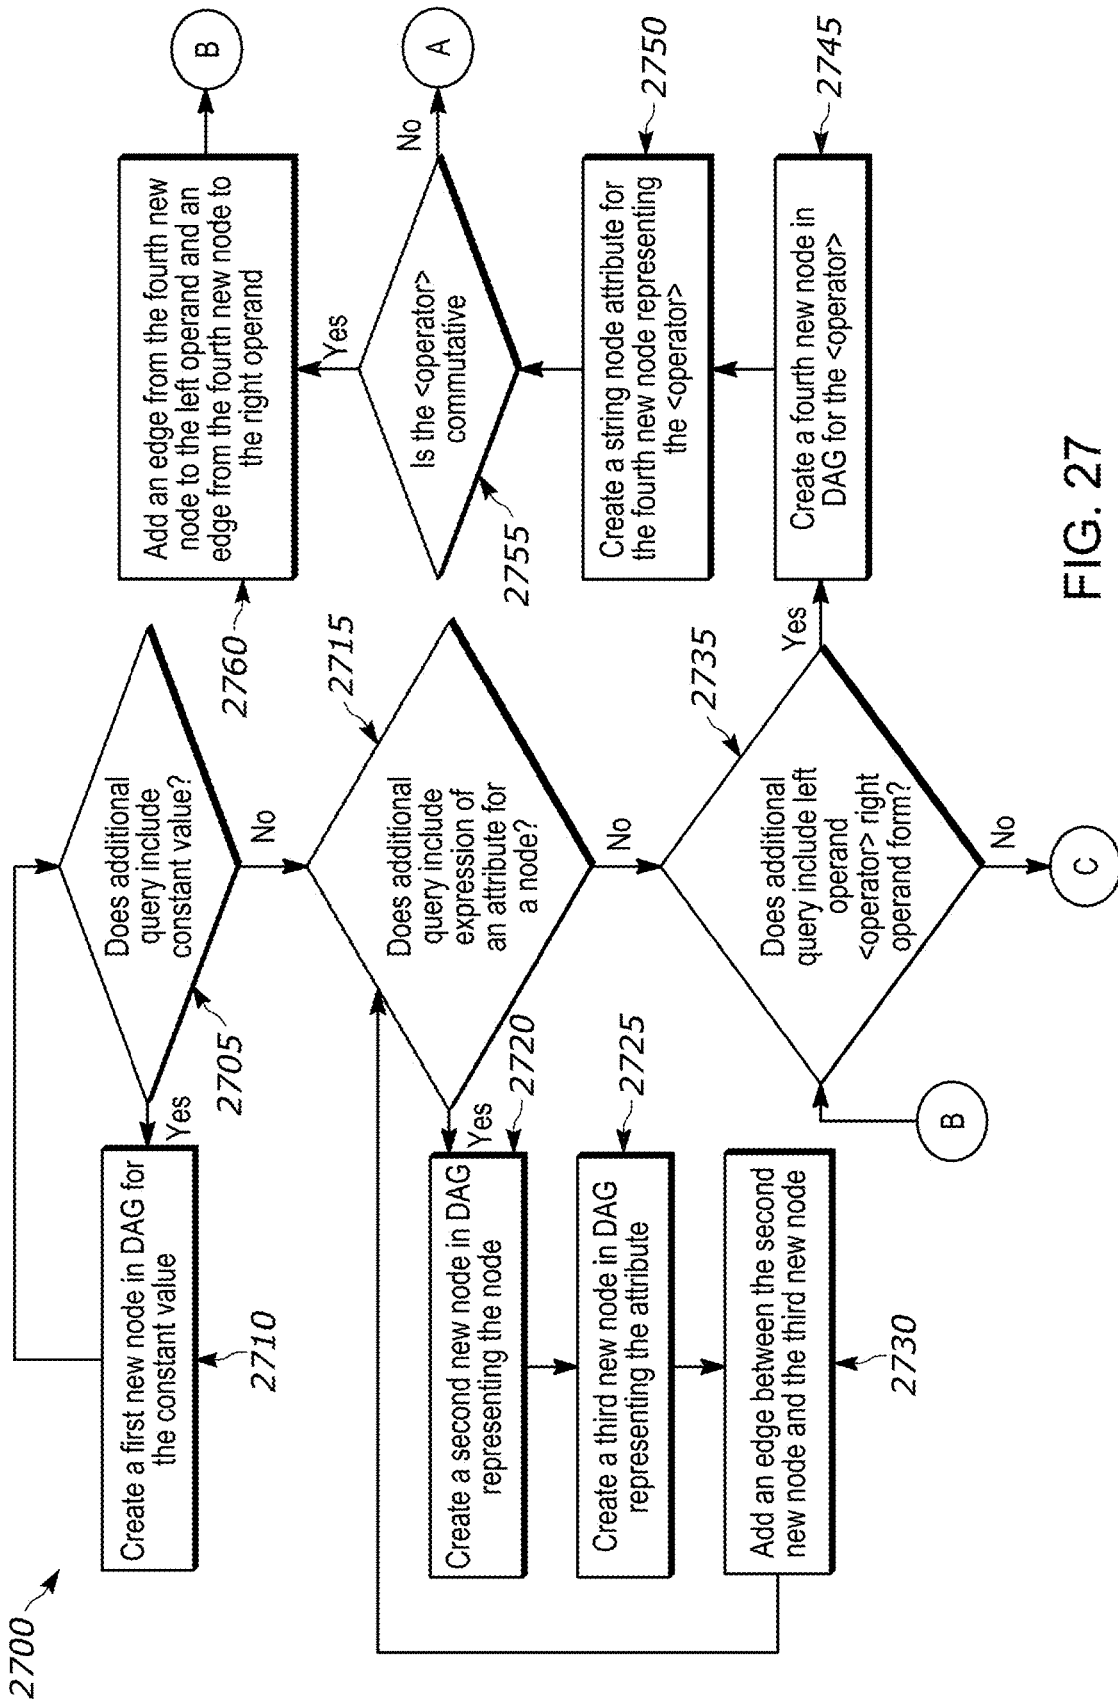 2700
Create a first new node in DAG for
the constant value
2710
Yes
Does additional
query include
constant value?
2705
No
Does additional
query include
expression of
an attribute for
a node?
2715
Yes
Create a second new node in DAG
representing the node
2720
Create a third new node in DAG
representing the attribute
2725
Add an edge between the second
new node and the third new node
2730
No
B
Does additional
query include left
operand
<operator> right
operand form?
2735
No
C
Yes
Create a fourth new node in
DAG for the <operator>
2745
Create a string node attribute for
the fourth new node representing
the <operator>
2750
Is the <operator>
commutative
2755
No
A
Yes
Add an edge from the fourth new
node to the left operand and an
edge from the fourth new node to
the right operand
2760
B
FIG. 27